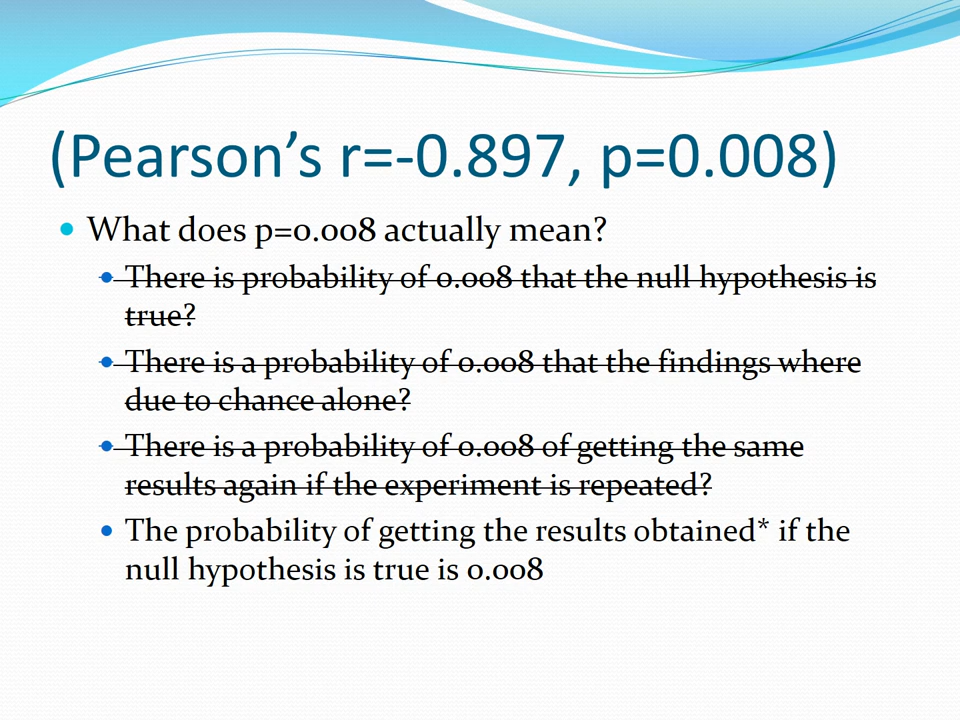 (Pearson’s r=-0.897, p=0.008)
What does p=0.008 actually mean?
There is probability of 0.008 that the null hypothesis is
true?
There is a probability of 0.008 that the findings where
due to chance alone?
There is a probability of 0.008 of getting the same
results again if the experiment is repeated?
The probability of getting the results obtained* if the
null hypothesis is true is 0.008